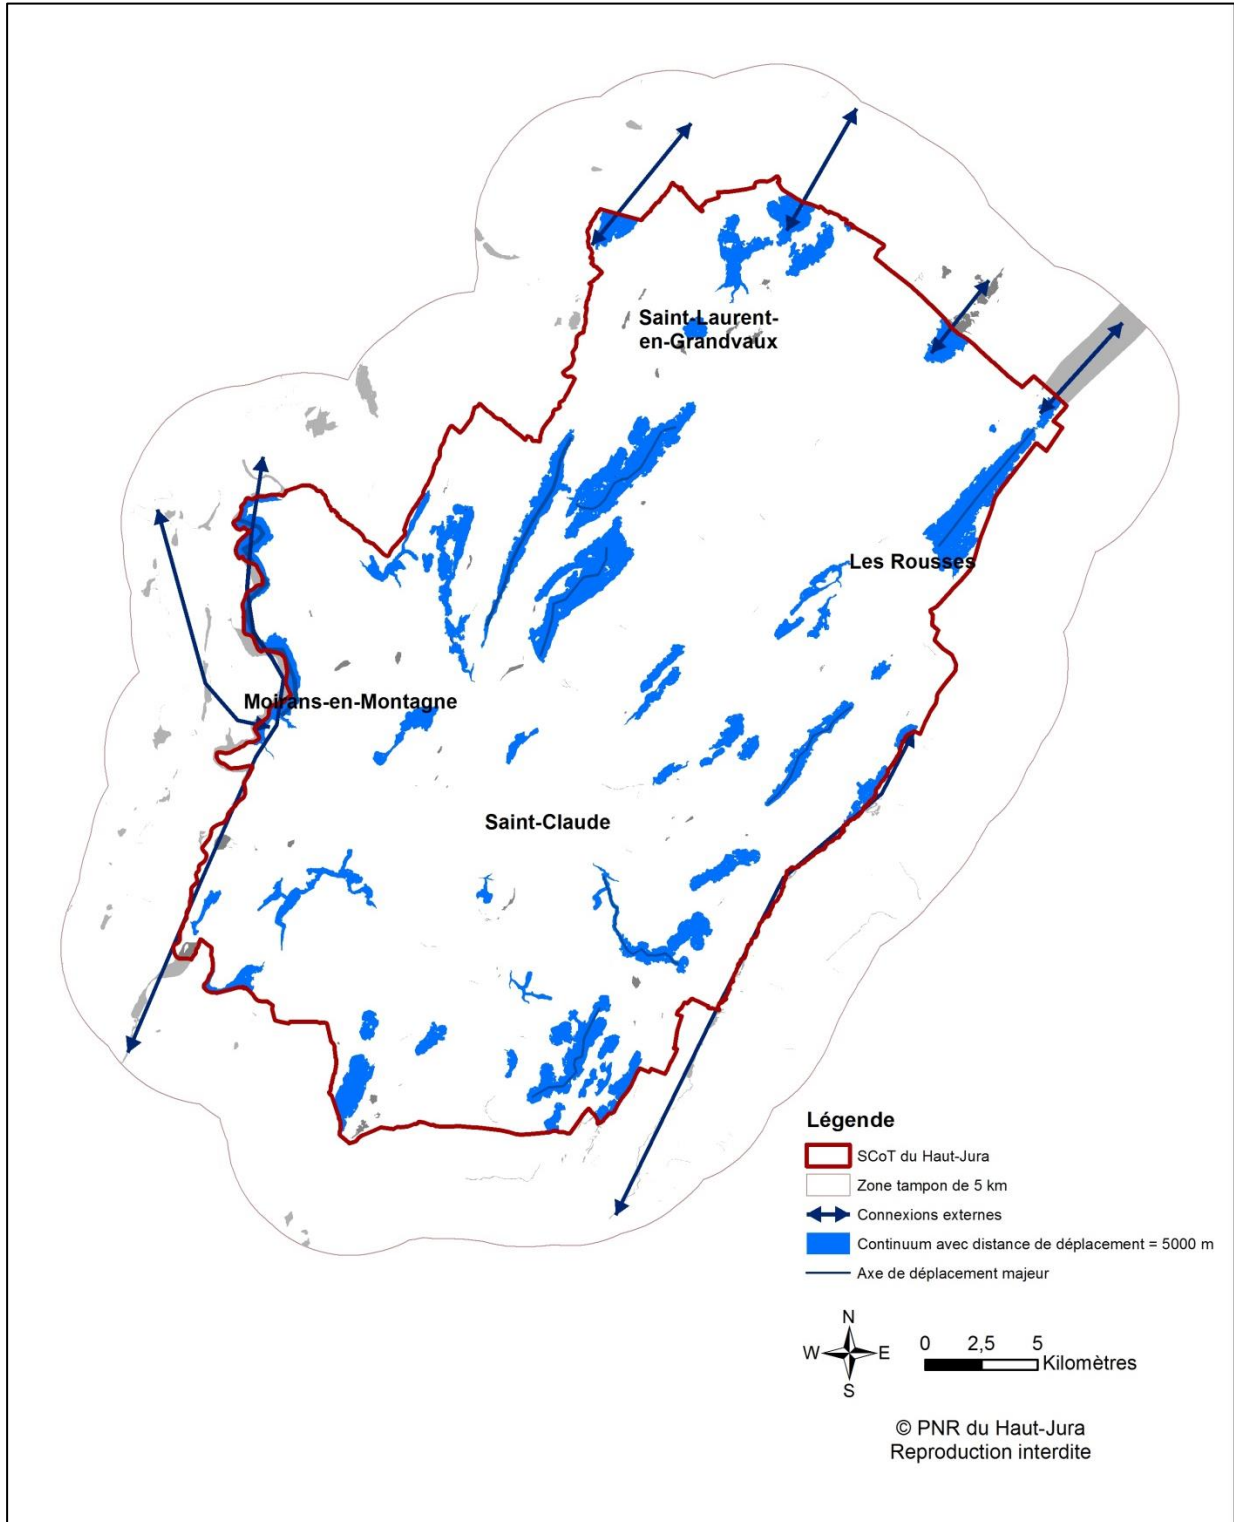 Saint-Laurent-
en-Grandvaux
Les Rousses
Moirans-en-Montagne
Saint-Claude
Légende
SCoT du Haut-Jura
Zone tampon de 5 km
Connexions externes
Continuum avec distance de déplacement = 5000 m
Axe de déplacement majeur
N
W E
S
0 2,5 5
Kilomètres
© PNR du Haut-Jura
Reproduction interdite